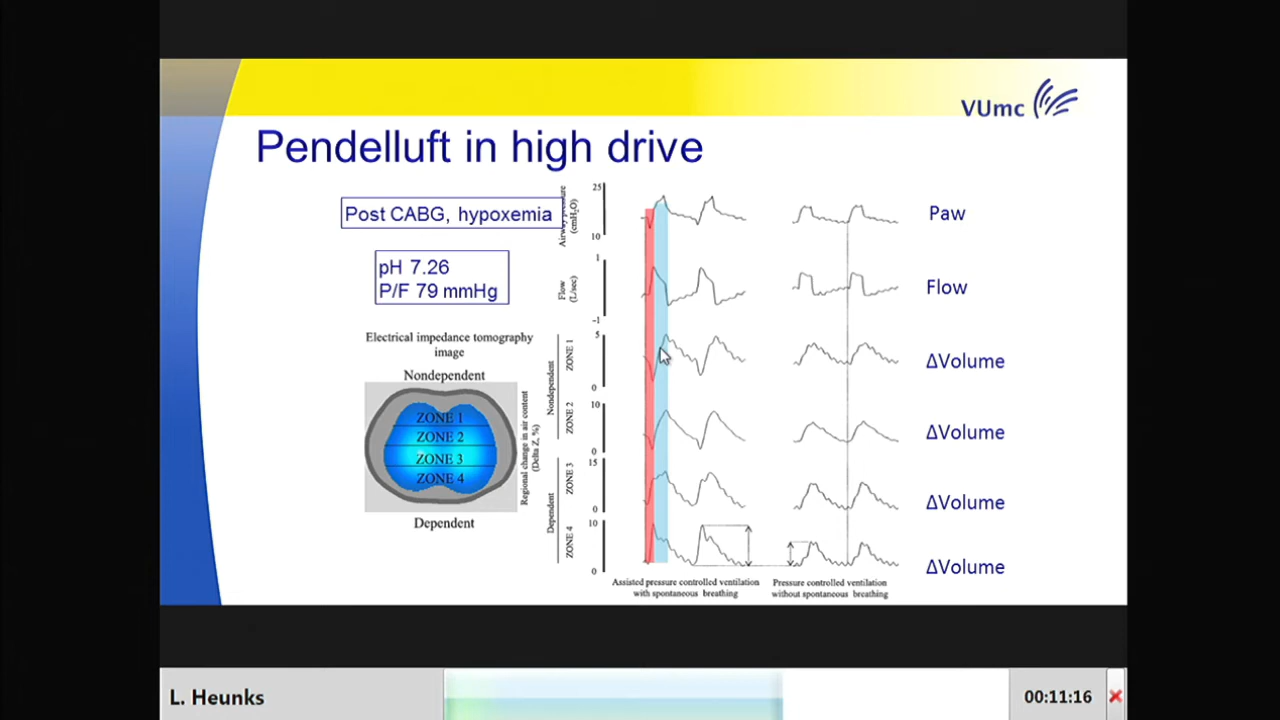 VUmc
Pendelluft in high drive
Post CABG, hypoxemia
pH 7.26
P/F 79 mmHg
Electrical impedance tomography
image
Nondependent
ZONE 1
ZONE 2
ZONE 3
ZONE 4
Dependent
Airway pressure
(cmH₂O)
25
10
Flow
(L/sec)
1
-1
Regional change in air content
(Delta Z, %)
Nondependent
Dependent
ZONE 1
5
0
ZONE 2
10
0
ZONE 3
15
0
ZONE 4
10
0
Assisted pressure controlled ventilation
with spontaneous breathing
Pressure controlled ventilation
without spontaneous breathing
Paw
Flow
ΔVolume
ΔVolume
ΔVolume
ΔVolume
L. Heunks
00:11:16